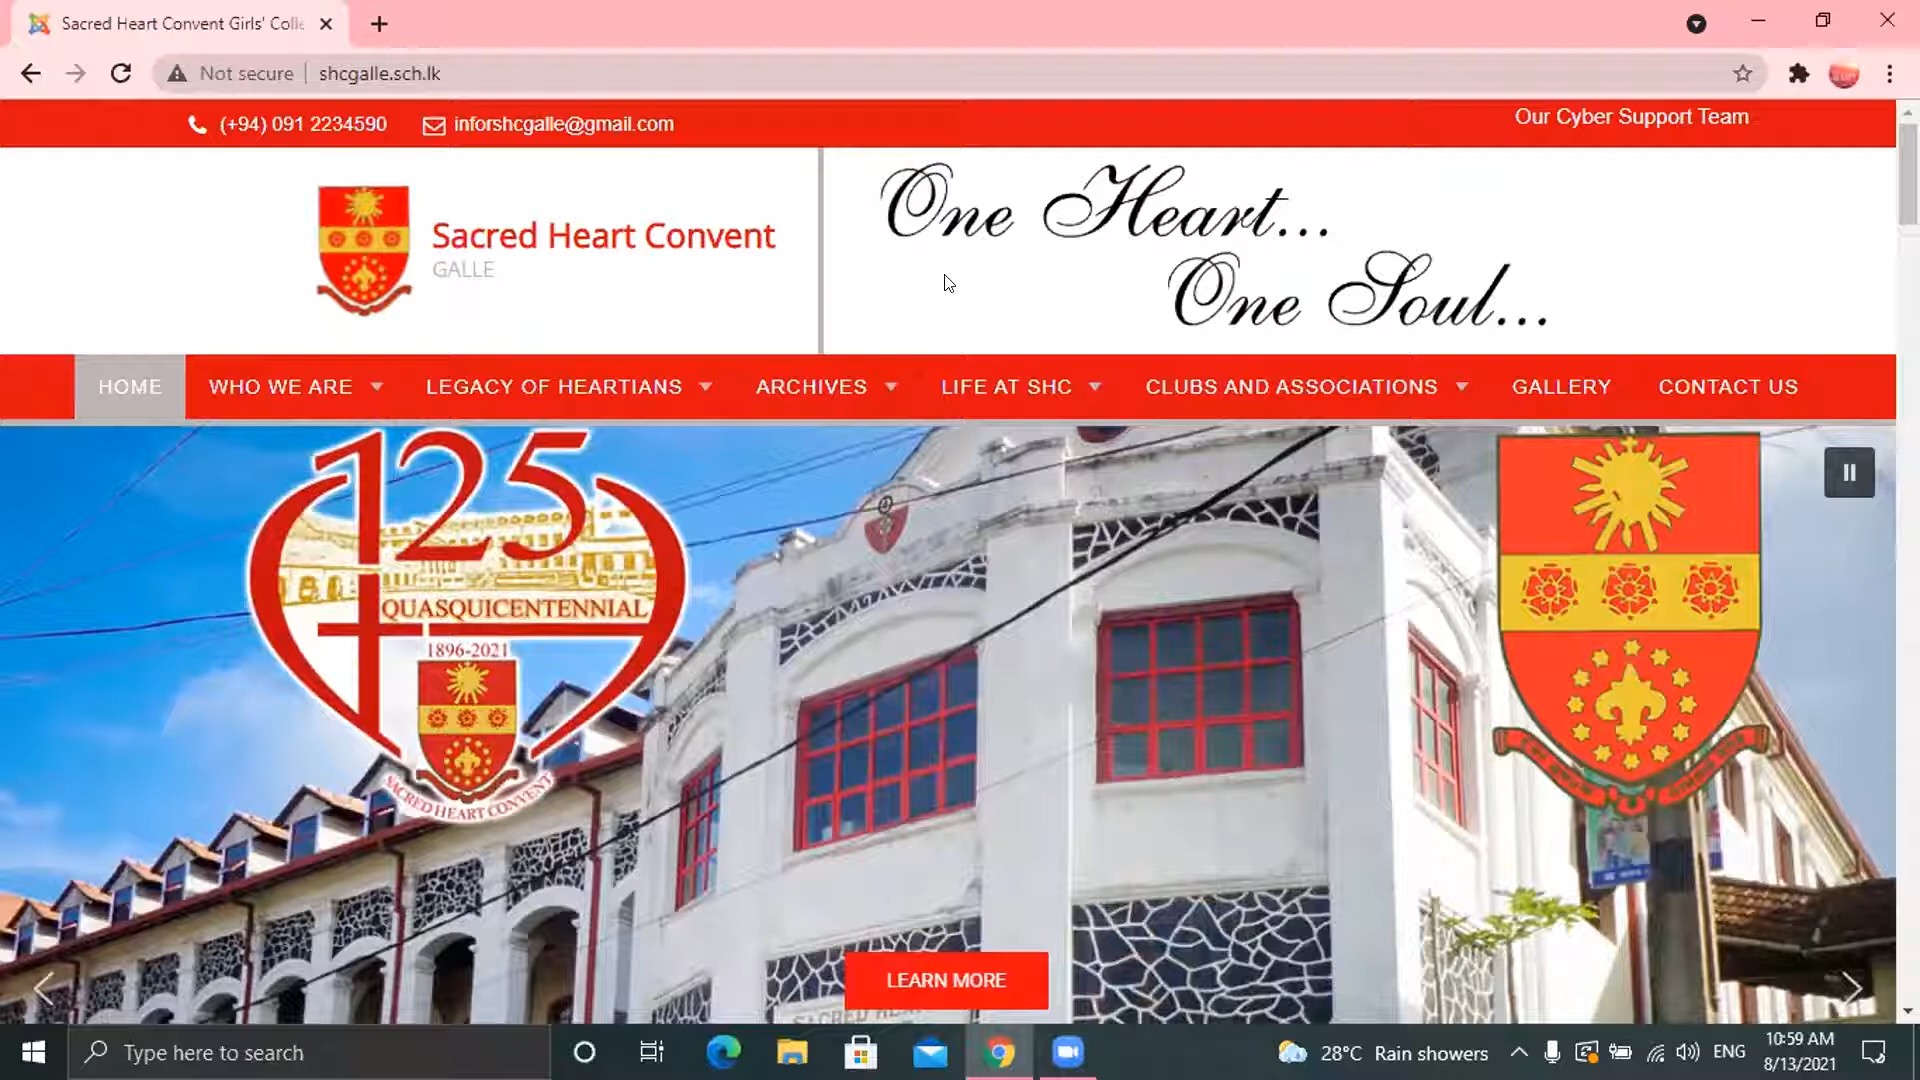 Sacred Heart Convent Girls' Colle
Not secure
shcgalle.sch.lk
(+94) 091 2234590
inforshcgalle@gmail.com
Our Cyber Support Team
Sacred Heart Convent
GALLE
One Heart...
One Soul...
HOME
WHO WE ARE
LEGACY OF HEARTIANS
ARCHIVES
LIFE AT SHC
CLUBS AND ASSOCIATIONS
GALLERY
CONTACT US
125
QUASQUICENTENNIAL
1896-2021
SACRED HEART CONVENT
LEARN MORE
Type here to search
28°C Rain showers
ENG
10:59 AM
8/13/2021